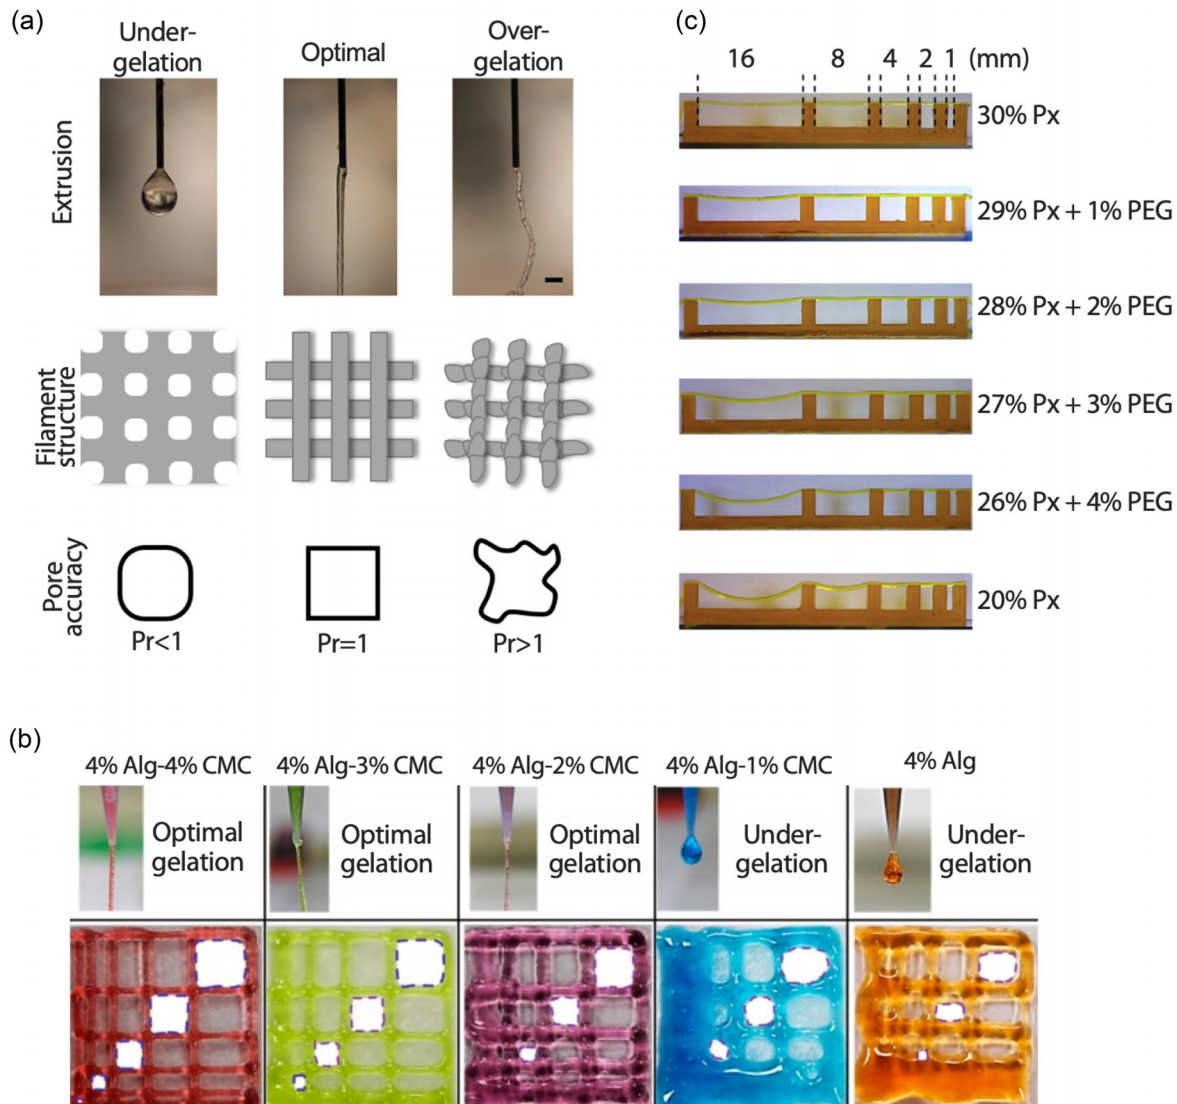 (a)
Under-
gelation
Optimal
Over-
gelation
Extrusion
Filament
structure
Pore
accuracy
Pr<1
Pr=1
Pr>1
(c)
16 8 4 2 1 (mm)
30% Px
29% Px + 1% PEG
28% Px + 2% PEG
27% Px + 3% PEG
26% Px + 4% PEG
20% Px
(b)
4% Alg-4% CMC
4% Alg-3% CMC
4% Alg-2% CMC
4% Alg-1% CMC
4% Alg
Optimal
gelation
Optimal
gelation
Optimal
gelation
Under-
gelation
Under-
gelation